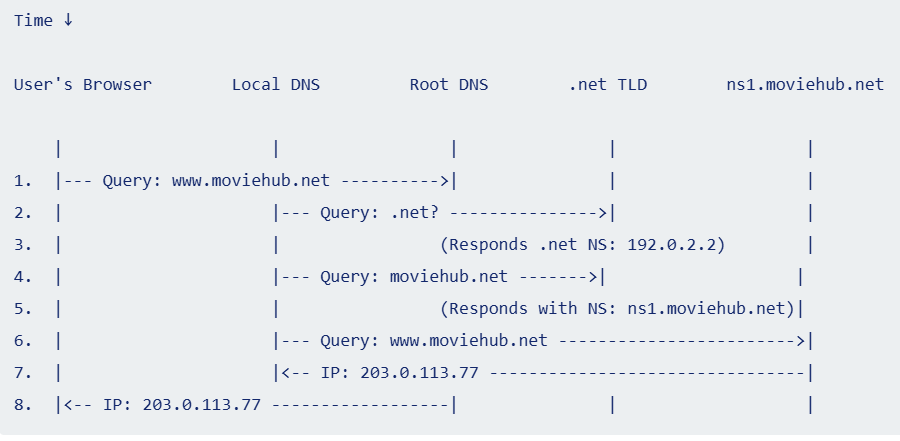 Time ↓
User's Browser        Local DNS         Root DNS        .net TLD        ns1.moviehub.net
    |                     |                 |               |                   |
1.  |--- Query: www.moviehub.net ---------->|               |                   |
2.  |                     |--- Query: .net? --------------->|                   |
3.  |                     |                (Responds .net NS: 192.0.2.2)        |
4.  |                     |--- Query: moviehub.net ------->|                   |
5.  |                     |                (Responds with NS: ns1.moviehub.net)|
6.  |                     |--- Query: www.moviehub.net ------------------------>|
7.  |                     |<-- IP: 203.0.113.77 --------------------------------|
8.  |<-- IP: 203.0.113.77 ------------------|               |                   |